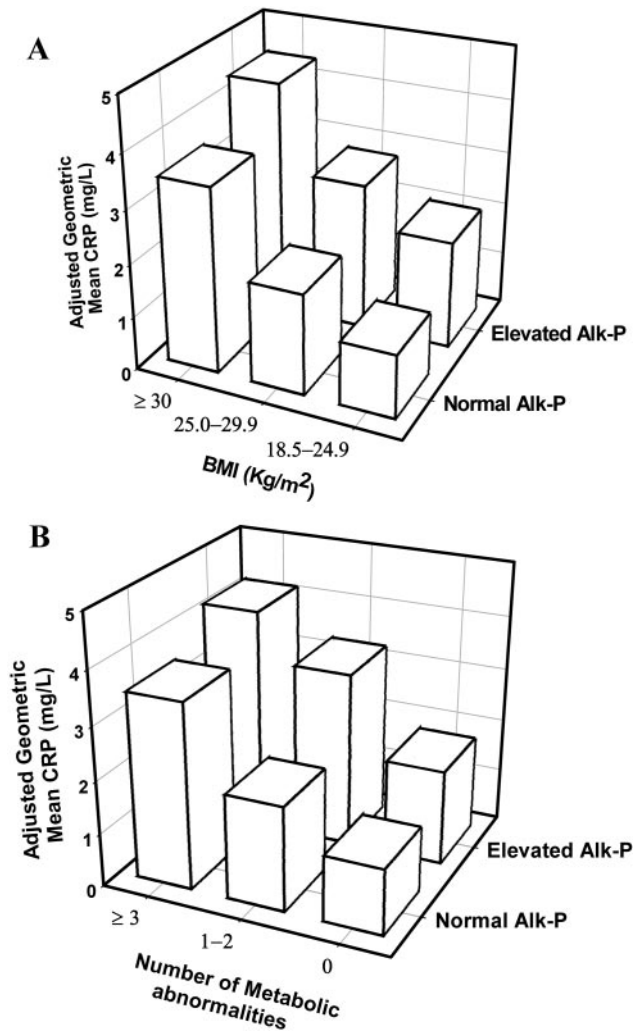 A
Adjusted Geometric
Mean CRP (mg/L)
5
4
3
2
1
0
≥ 30
25.0–29.9
18.5–24.9
BMI (Kg/m²)
Elevated Alk-P
Normal Alk-P
B
Adjusted Geometric
Mean CRP (mg/L)
5
4
3
2
1
0
≥ 3
1–2
0
Number of Metabolic
abnormalities
Elevated Alk-P
Normal Alk-P